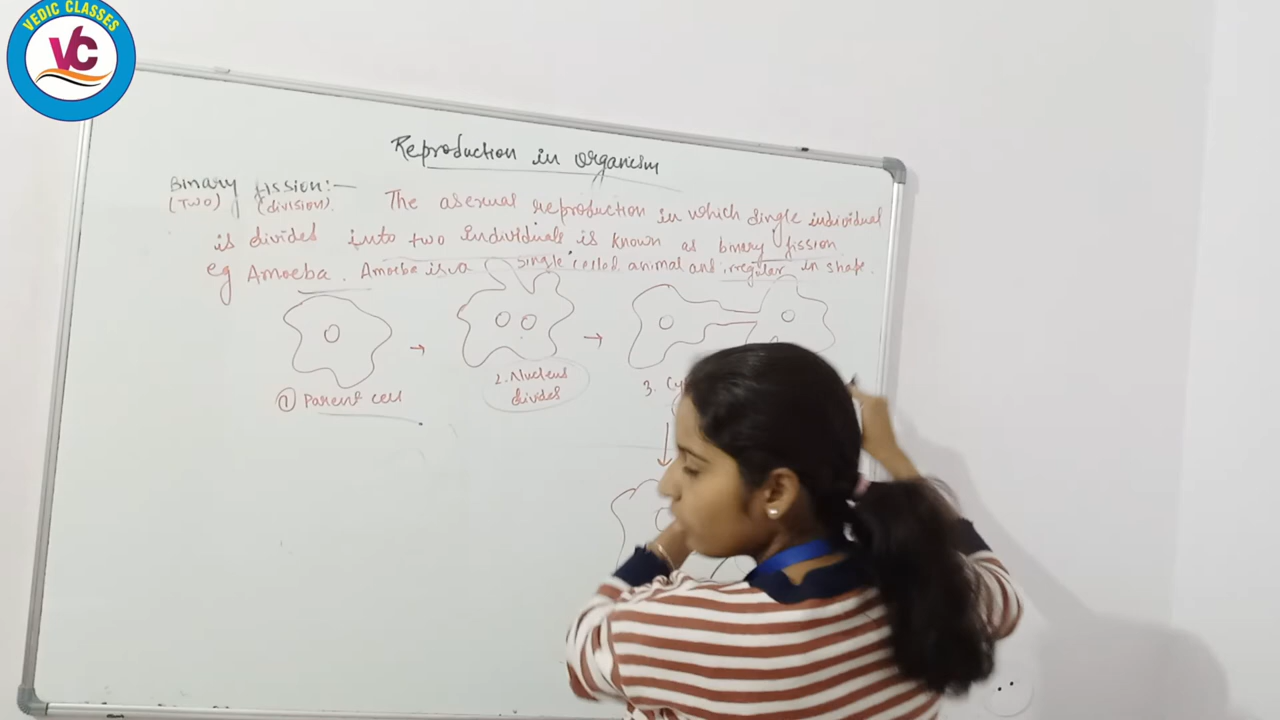 VEDIC CLASSES
VC
Reproduction in organism
Binary fission:—
(TWO) (division).
The asexual reproduction in which single individual
is divided into two individuals is known as binary fission
eg Amoeba. Amoeba is a single celled animal and irregular in shape.
① Parent cell
2. Nucleus
divides
3.